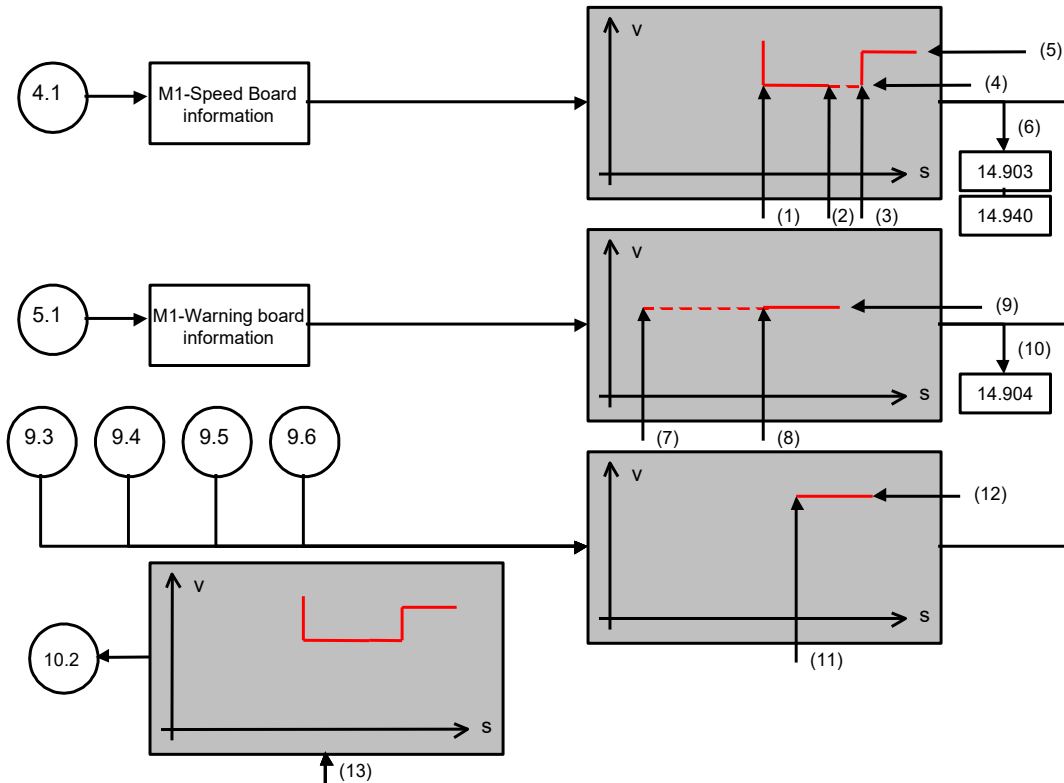 v
(5)
4.1
M1-Speed Board
information
(4)
(6)
14.903
s
14.940
(1)
(2)
(3)
v
5.1
M1-Warning board
information
(9)
(10)
14.904
s
9.3
9.4
9.5
9.6
(7)
(8)
v
(12)
v
s
10.2
(11)
s
(13)